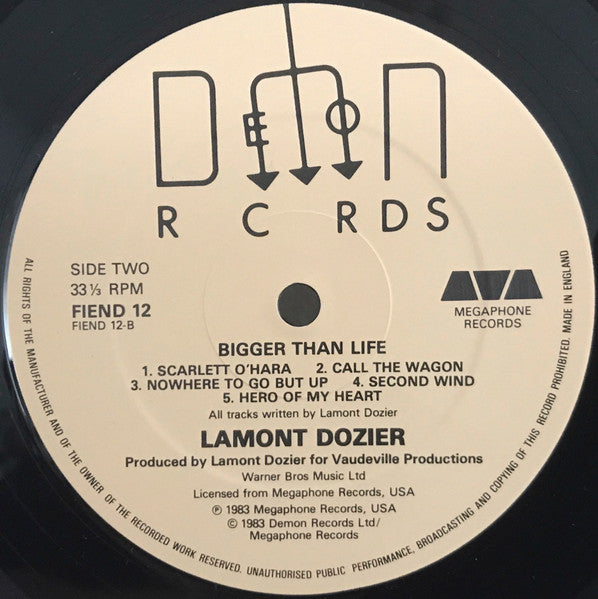 DEMON
RECORDS
SIDE TWO
33⅓ RPM
FIEND 12
FIEND 12-B
MEGAPHONE
RECORDS
BIGGER THAN LIFE
1. SCARLETT O'HARA 2. CALL THE WAGON
3. NOWHERE TO GO BUT UP 4. SECOND WIND
5. HERO OF MY HEART
All tracks written by Lamont Dozier
LAMONT DOZIER
Produced by Lamont Dozier for Vaudeville Productions
Warner Bros Music Ltd
Licensed from Megaphone Records, USA
℗ 1983 Megaphone Records, USA
© 1983 Demon Records Ltd/
Megaphone Records
ALL RIGHTS OF THE MANUFACTURER AND OF THE OWNER OF THE RECORDED WORK RESERVED. UNAUTHORISED PUBLIC PERFORMANCE, BROADCASTING AND COPYING OF THIS RECORD PROHIBITED. MADE IN ENGLAND